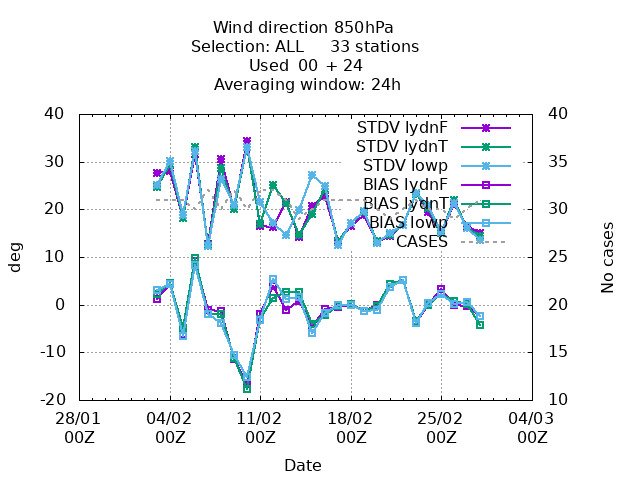 Wind direction 850hPa
Selection: ALL 33 stations
Used 00 + 24
Averaging window: 24h
40 40
STDV lydnF
STDV lydnT
30 STDV lowp 35
BIAS lydnF
BIAS lydnT
20 30
BIAS lowp
CASES
10 25
0 20
-10 15
-20 10
deg
No cases
28/01 04/02 11/02 18/02 25/02 04/03
00Z 00Z 00Z 00Z 00Z 00Z
Date